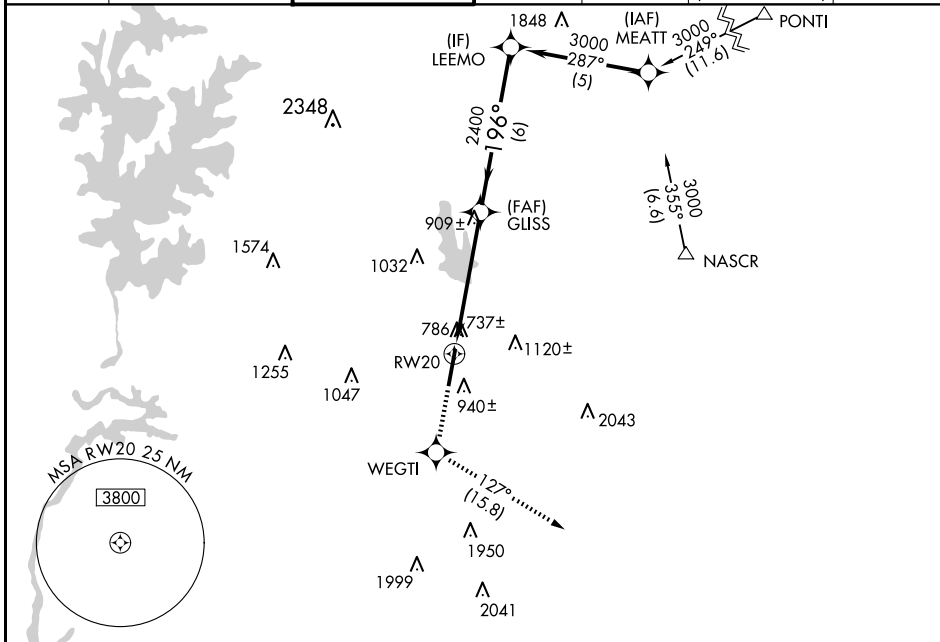 1848
(IAF)
MEATT
PONTI
(IF)
LEEMO
3000
287°
(5)
3000
249°
(11.6)
2348
2400
196°
(6)
(FAF)
GLISS
909±
3000
355°
(6.6)
NASCR
1574
1032
786
737±
RW20
1120±
1255
1047
940±
2043
WEGTI
127°
(15.8)
MSA RW20 25 NM
3800
1950
1999
2041